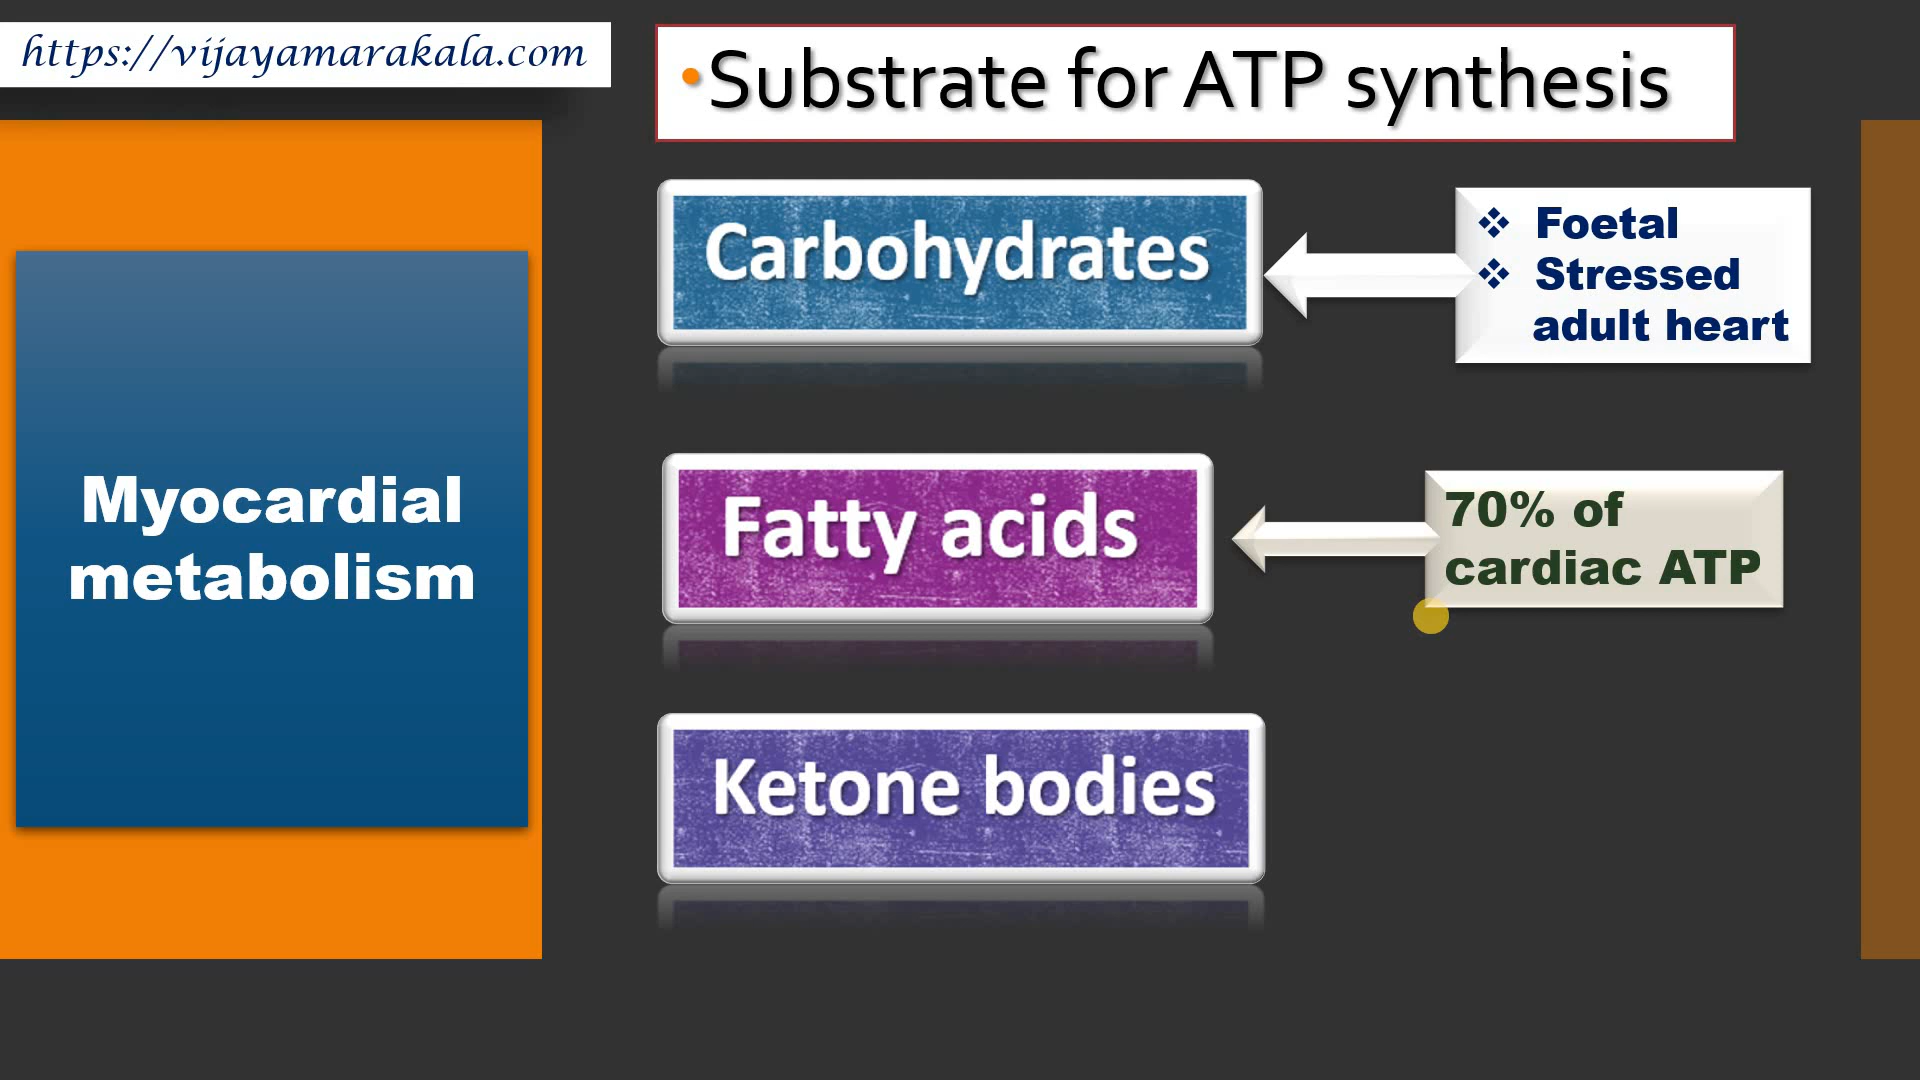 https://vijayamarakala.com
•Substrate for ATP synthesis
Carbohydrates
❖ Foetal
❖ Stressed
adult heart
Myocardial
metabolism
Fatty acids
70% of
cardiac ATP
Ketone bodies